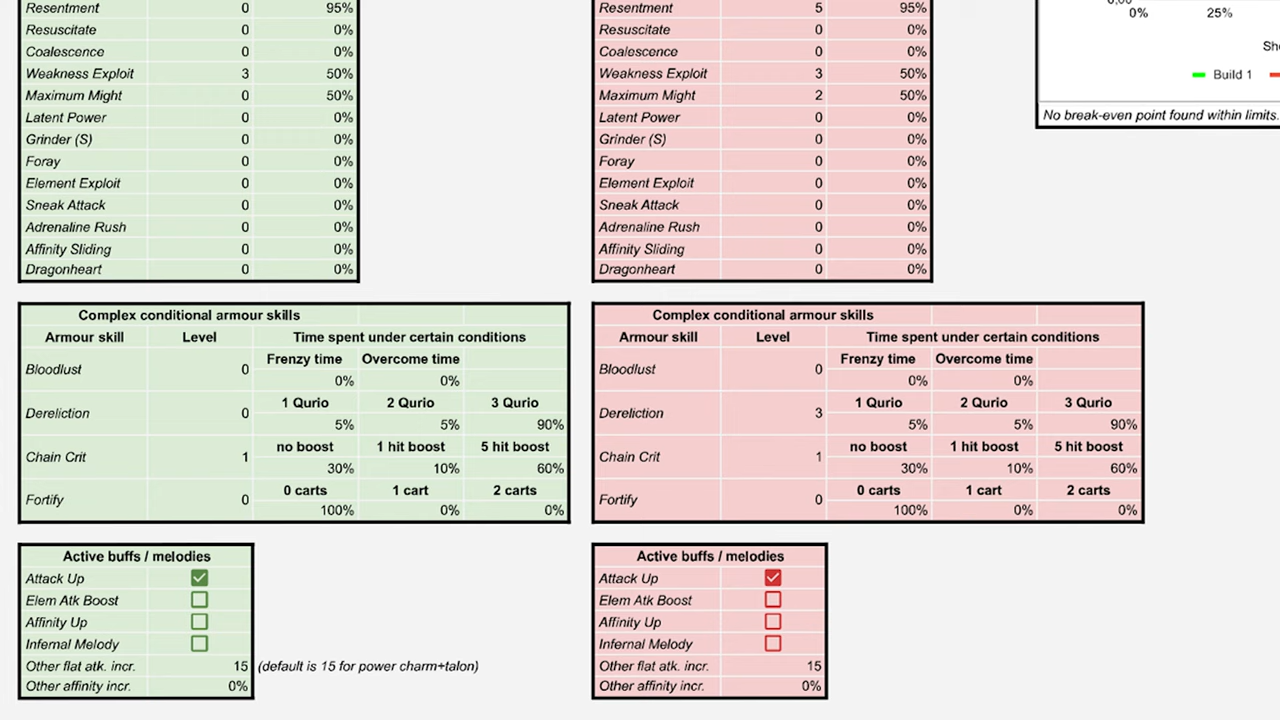 Resentment 0 95%
Resuscitate 0 0%
Coalescence 0 0%
Weakness Exploit 3 50%
Maximum Might 0 50%
Latent Power 0 0%
Grinder (S) 0 0%
Foray 0 0%
Element Exploit 0 0%
Sneak Attack 0 0%
Adrenaline Rush 0 0%
Affinity Sliding 0 0%
Dragonheart 0 0%
Resentment 5 95%
Resuscitate 0 0%
Coalescence 0 0%
Weakness Exploit 3 50%
Maximum Might 2 50%
Latent Power 0 0%
Grinder (S) 0 0%
Foray 0 0%
Element Exploit 0 0%
Sneak Attack 0 0%
Adrenaline Rush 0 0%
Affinity Sliding 0 0%
Dragonheart 0 0%
0% 25%
Build 1
No break-even point found within limits.
Complex conditional armour skills
Armour skill Level Time spent under certain conditions
Frenzy time Overcome time
Bloodlust 0
0% 0%
1 Qurio 2 Qurio 3 Qurio
Dereliction 0
5% 5% 90%
no boost 1 hit boost 5 hit boost
Chain Crit 1
30% 10% 60%
0 carts 1 cart 2 carts
Fortify 0
100% 0% 0%
Complex conditional armour skills
Armour skill Level Time spent under certain conditions
Frenzy time Overcome time
Bloodlust 0
0% 0%
1 Qurio 2 Qurio 3 Qurio
Dereliction 3
5% 5% 90%
no boost 1 hit boost 5 hit boost
Chain Crit 1
30% 10% 60%
0 carts 1 cart 2 carts
Fortify 0
100% 0% 0%
Active buffs / melodies
Attack Up
Elem Atk Boost
Affinity Up
Infernal Melody
Other flat atk. incr. 15 (default is 15 for power charm+talon)
Other affinity incr. 0%
Active buffs / melodies
Attack Up
Elem Atk Boost
Affinity Up
Infernal Melody
Other flat atk. incr. 15
Other affinity incr. 0%